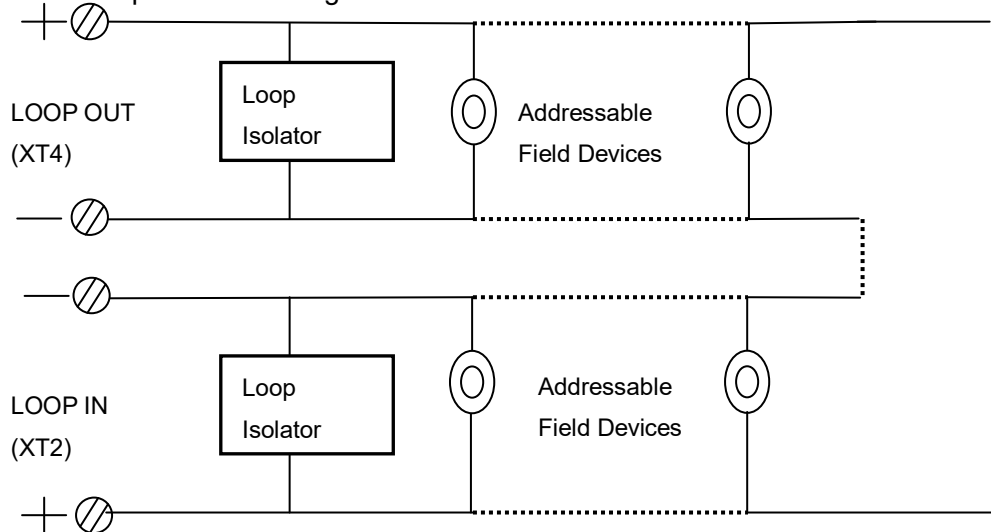 LOOP OUT
(XT4)
Loop
Isolator
Addressable
Field Devices
LOOP IN
(XT2)
Loop
Isolator
Addressable
Field Devices